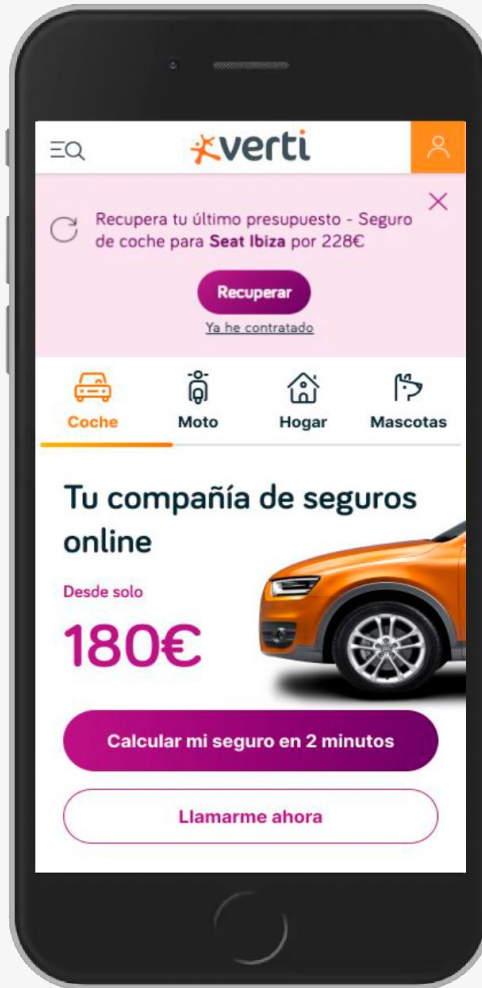 verti
Recupera tu último presupuesto - Seguro
de coche para Seat Ibiza por 228€
Recuperar
Ya he contratado
Coche
Moto
Hogar
Mascotas
Tu compañía de seguros
online
Desde solo
180€
Calcular mi seguro en 2 minutos
Llamarme ahora